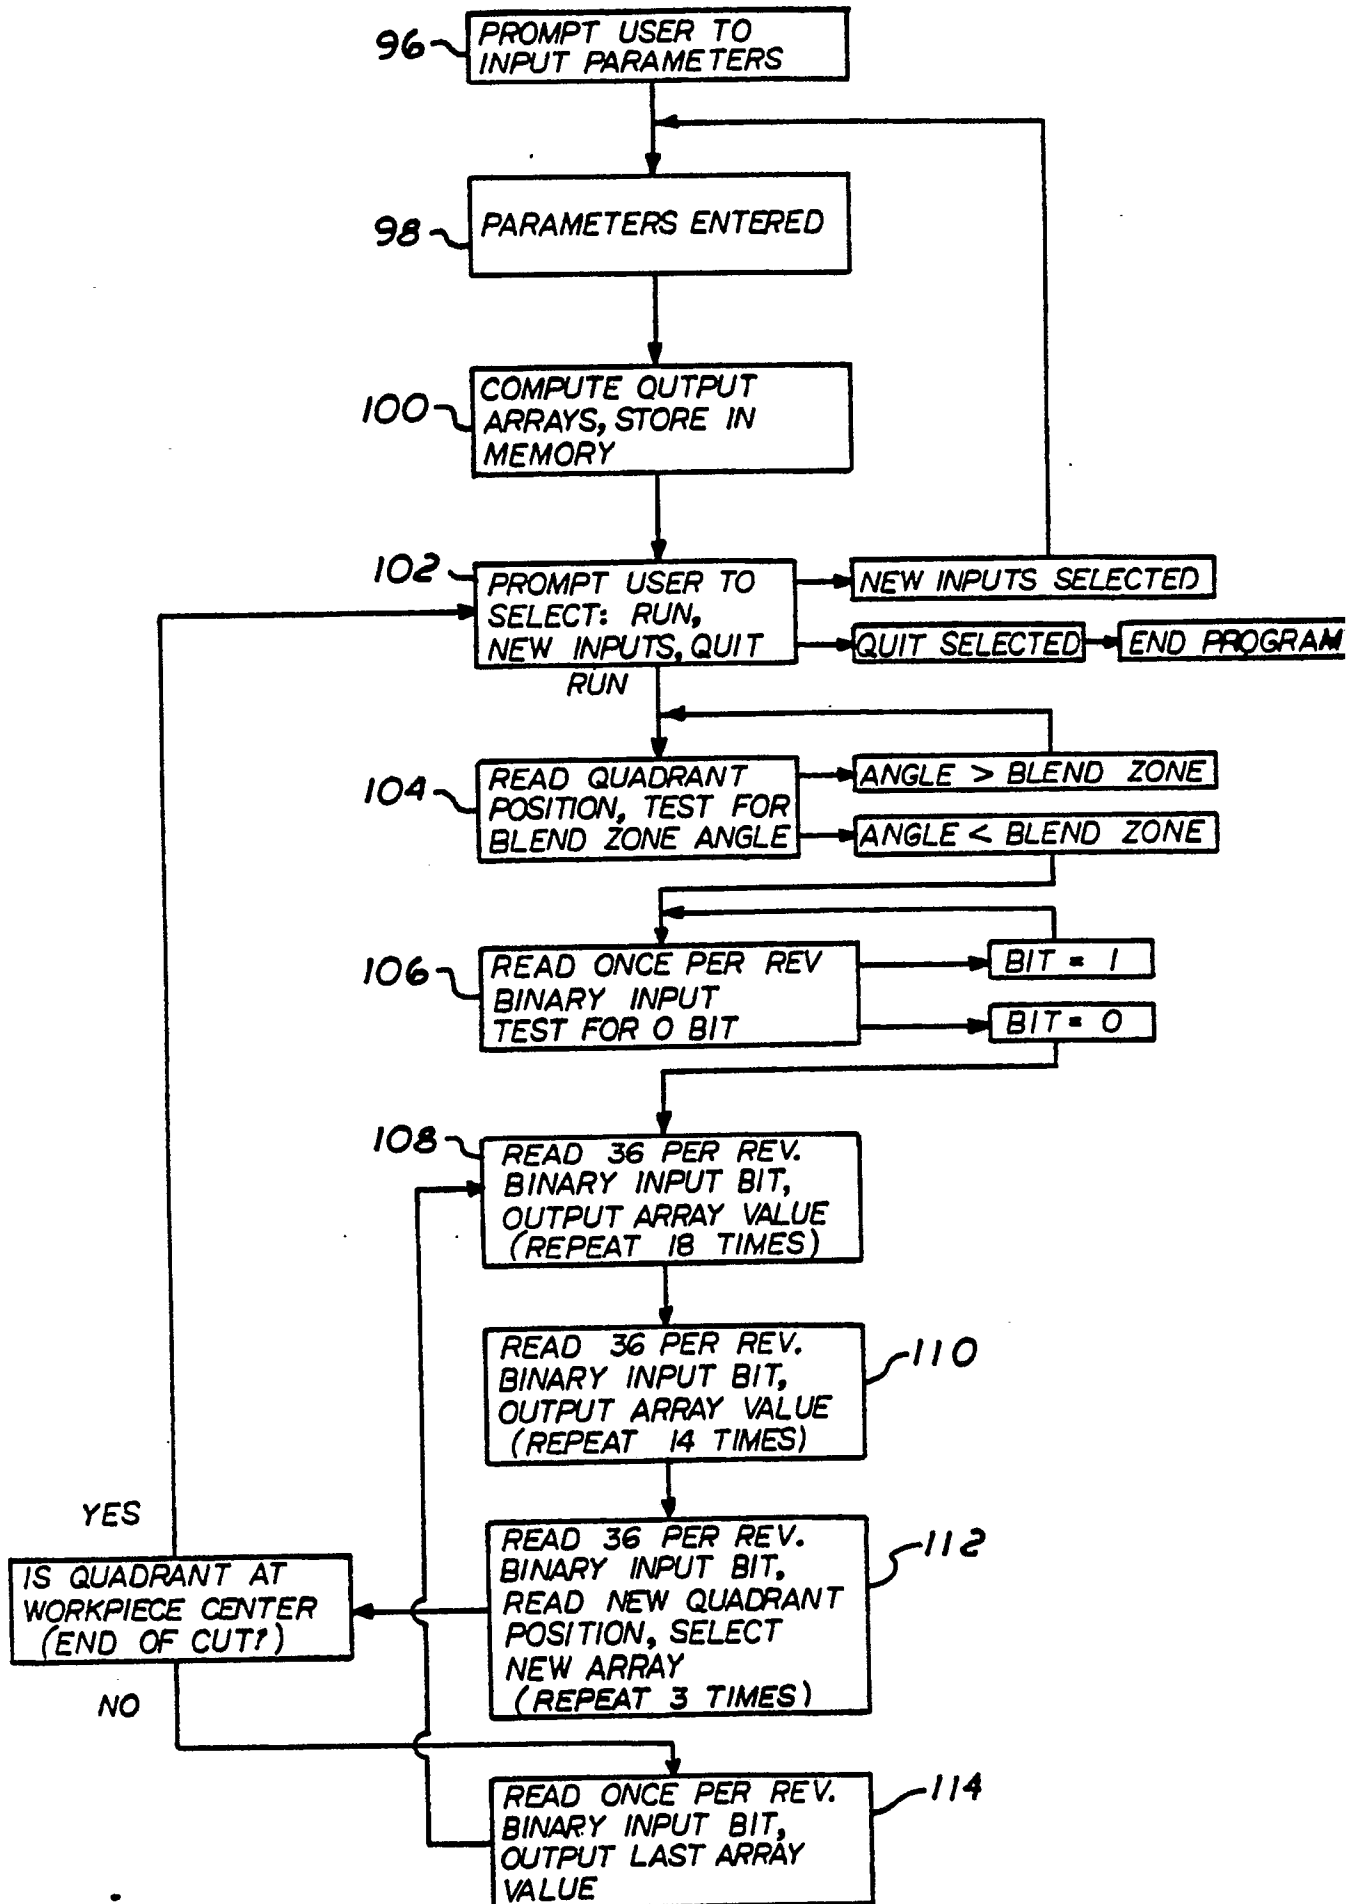 96
PROMPT USER TO
INPUT PARAMETERS
98
PARAMETERS ENTERED
100
COMPUTE OUTPUT
ARRAYS, STORE IN
MEMORY
102
PROMPT USER TO
SELECT: RUN,
NEW INPUTS, QUIT
NEW INPUTS SELECTED
QUIT SELECTED
END PROGRAM
RUN
104
READ QUADRANT
POSITION, TEST FOR
BLEND ZONE ANGLE
ANGLE > BLEND ZONE
ANGLE < BLEND ZONE
106
READ ONCE PER REV
BINARY INPUT
TEST FOR O BIT
BIT = 1
BIT = 0
108
READ 36 PER REV.
BINARY INPUT BIT,
OUTPUT ARRAY VALUE
(REPEAT 18 TIMES)
110
READ 36 PER REV.
BINARY INPUT BIT,
OUTPUT ARRAY VALUE
(REPEAT 14 TIMES)
112
READ 36 PER REV.
BINARY INPUT BIT,
READ NEW QUADRANT
POSITION, SELECT
NEW ARRAY
(REPEAT 3 TIMES)
YES
IS QUADRANT AT
WORKPIECE CENTER
(END OF CUT?)
NO
114
READ ONCE PER REV.
BINARY INPUT BIT,
OUTPUT LAST ARRAY
VALUE